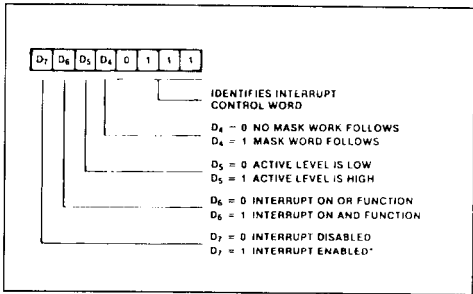 D7 D6 D5 D4 0 1 1 1
IDENTIFIES INTERRUPT
CONTROL WORD
D4 = 0 NO MASK WORK FOLLOWS
D4 = 1 MASK WORD FOLLOWS
D5 = 0 ACTIVE LEVEL IS LOW
D5 = 1 ACTIVE LEVEL IS HIGH
D6 = 0 INTERRUPT ON OR FUNCTION
D6 = 1 INTERRUPT ON AND FUNCTION
D7 = 0 INTERRUPT DISABLED
D7 = 1 INTERRUPT ENABLED*